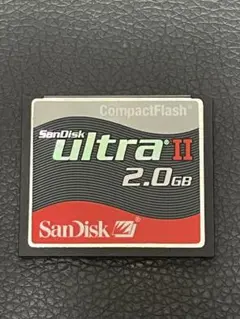 CompactFlash®
SanDisk
ultra® II
2.0GB
SanDisk